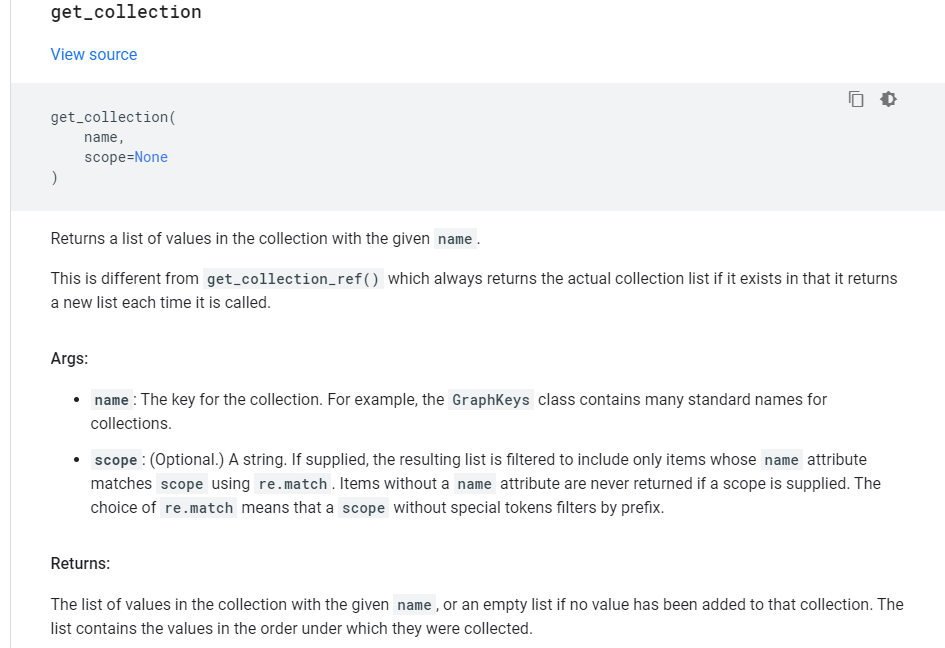 get_collection
View source
get_collection(
    name,
    scope=None
)
Returns a list of values in the collection with the given name .
This is different from get_collection_ref() which always returns the actual collection list if it exists in that it returns
a new list each time it is called.
Args:
• name : The key for the collection. For example, the GraphKeys class contains many standard names for
collections.
• scope : (Optional.) A string. If supplied, the resulting list is filtered to include only items whose name attribute
matches scope using re.match . Items without a name attribute are never returned if a scope is supplied. The
choice of re.match means that a scope without special tokens filters by prefix.
Returns:
The list of values in the collection with the given name , or an empty list if no value has been added to that collection. The
list contains the values in the order under which they were collected.